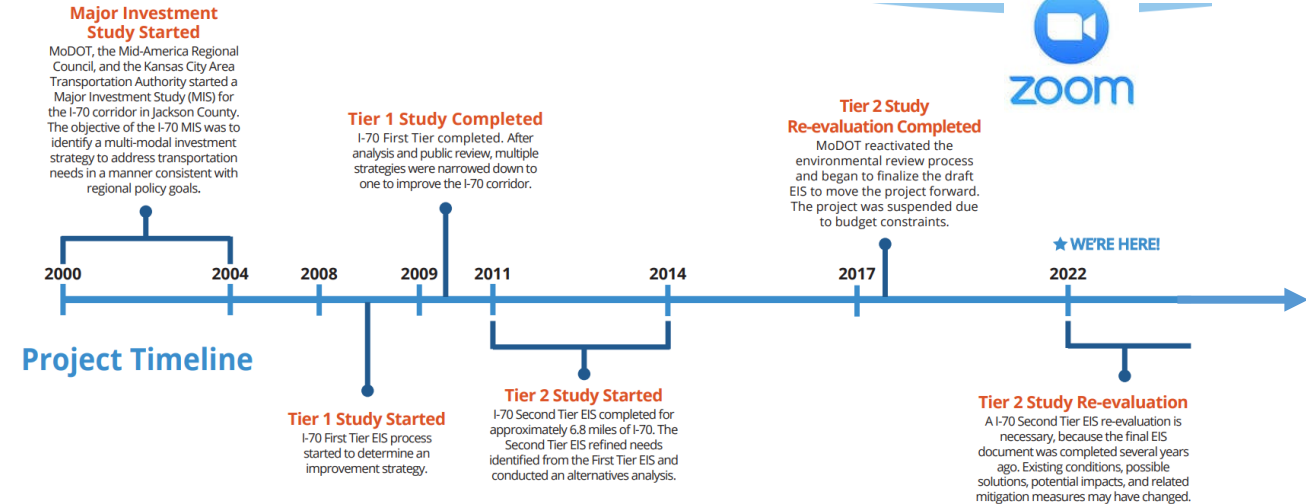 Major Investment
Study Started
MoDOT, the Mid-America Regional
Council, and the Kansas City Area
Transportation Authority started a
Major Investment Study (MIS) for
the I-70 corridor in Jackson County.
The objective of the I-70 MIS was to
identify a multi-modal investment
strategy to address transportation
needs in a manner consistent with
regional policy goals.
Tier 1 Study Completed
I-70 First Tier completed. After
analysis and public review, multiple
strategies were narrowed down to
one to improve the I-70 corridor.
Tier 2 Study
Re-evaluation Completed
MoDOT reactivated the
environmental review process
and began to finalize the draft
EIS to move the project forward.
The project was suspended due
to budget constraints.
zoom
WE'RE HERE!
2000
2004
2008
2009
2011
2014
2017
2022
Project Timeline
Tier 1 Study Started
I-70 First Tier EIS process
started to determine an
improvement strategy.
Tier 2 Study Started
I-70 Second Tier EIS completed for
approximately 6.8 miles of I-70. The
Second Tier EIS refined needs
identified from the First Tier EIS and
conducted an alternatives analysis.
Tier 2 Study Re-evaluation
A I-70 Second Tier EIS re-evaluation is
necessary, because the final EIS
document was completed several years
ago. Existing conditions, possible
solutions, potential impacts, and related
mitigation measures may have changed.